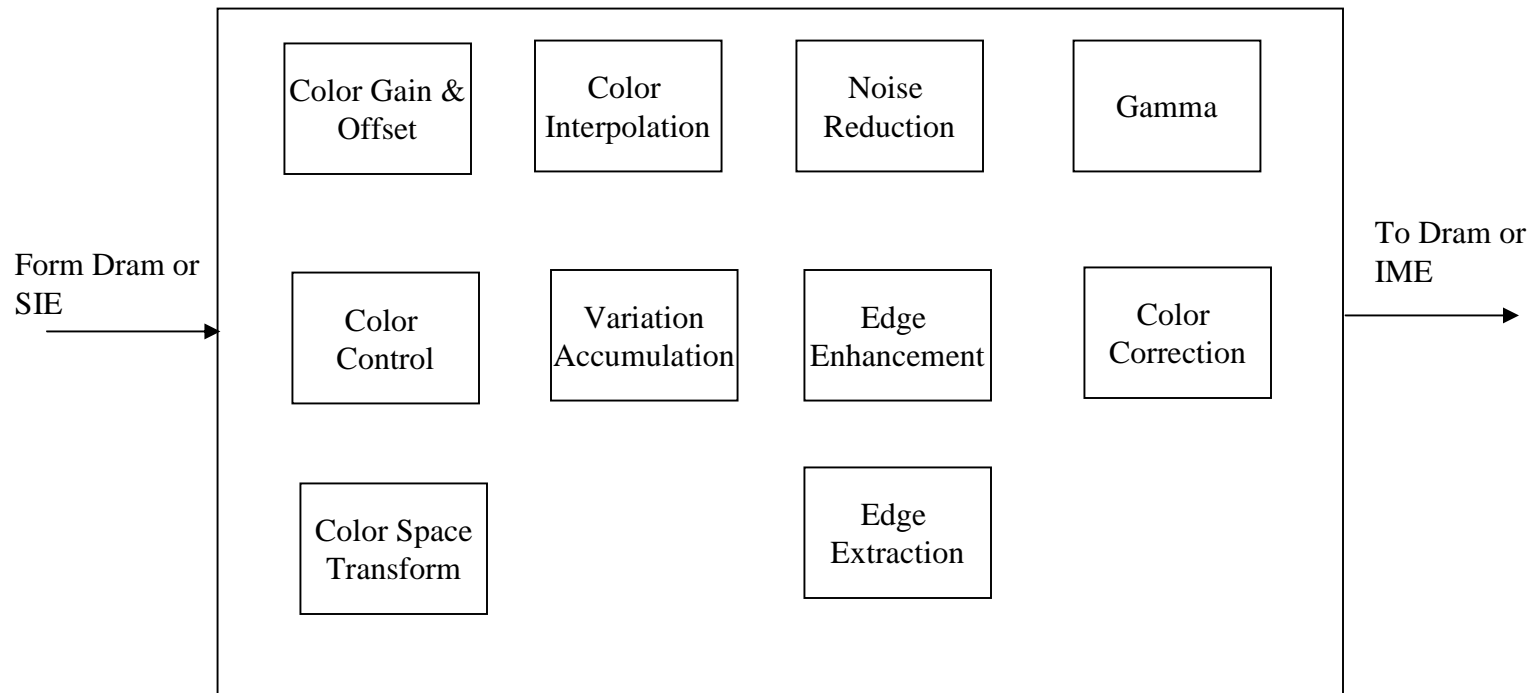 Color Gain &
Offset
Color
Interpolation
Noise
Reduction
Gamma
Form Dram or
SIE
To Dram or
IME
Color
Control
Variation
Accumulation
Edge
Enhancement
Color
Correction
Color Space
Transform
Edge
Extraction